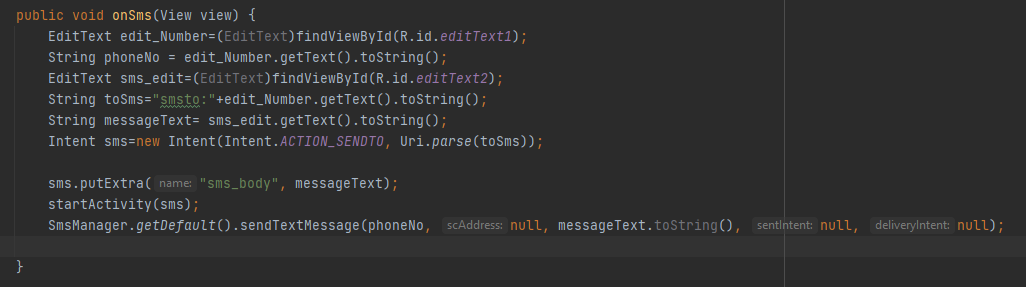 public void onSms(View view) {
EditText edit_Number=(EditText)findViewById(R.id.editText1);
String phoneNo = edit_Number.getText().toString();
EditText sms_edit=(EditText)findViewById(R.id.editText2);
String toSms="smsto:"+edit_Number.getText().toString();
String messageText= sms_edit.getText().toString();
Intent sms=new Intent(Intent.ACTION_SENDTO, Uri.parse(toSms));
sms.putExtra( name: "sms_body", messageText);
startActivity(sms);
SmsManager.getDefault().sendTextMessage(phoneNo, scAddress: null, messageText.toString(), sentIntent: null, deliveryIntent: null);
}